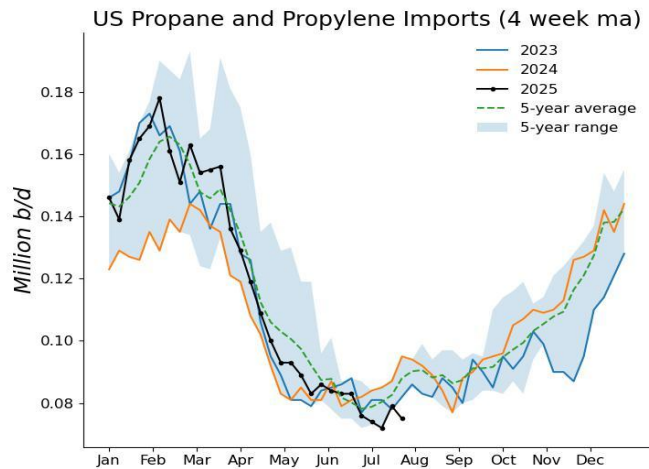 US Propane and Propylene Imports (4 week ma)
2023
2024
2025
5-year average
5-year range
Million b/d
0.18
0.16
0.14
0.12
0.10
0.08
Jan Feb Mar Apr May Jun Jul Aug Sep Oct Nov Dec